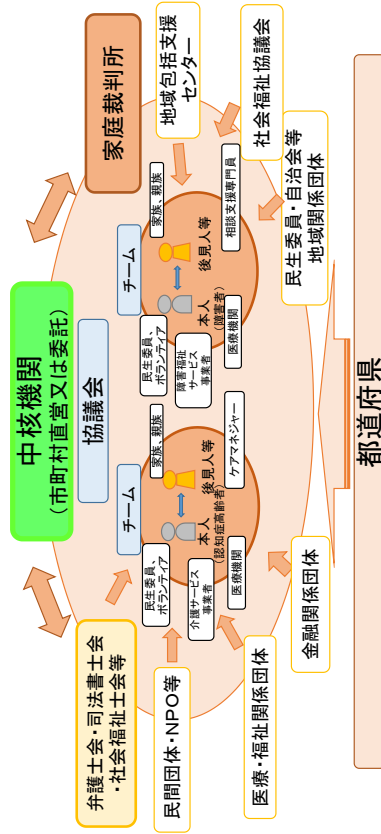 中核機関
(市町村直営又は委託)
協議会
弁護士会・司法書士会
・社会福祉士会等
家庭裁判所
民間団体・NPO等
医療・福祉関係団体
金融関係団体
地域包括支援
センター
社会福祉協議会
民生委員・自治会等
地域関係団体
チーム
民生委員、
ボランティア
家族、親族
介護サービス
事業者
本人
(認知症高齢者)
後見人等
医療機関
ケアマネジャー
チーム
民生委員、
ボランティア
家族、親族
障害福祉
サービス
事業者
本人
(障害者)
後見人等
医療機関
相談支援専門員
都道府県